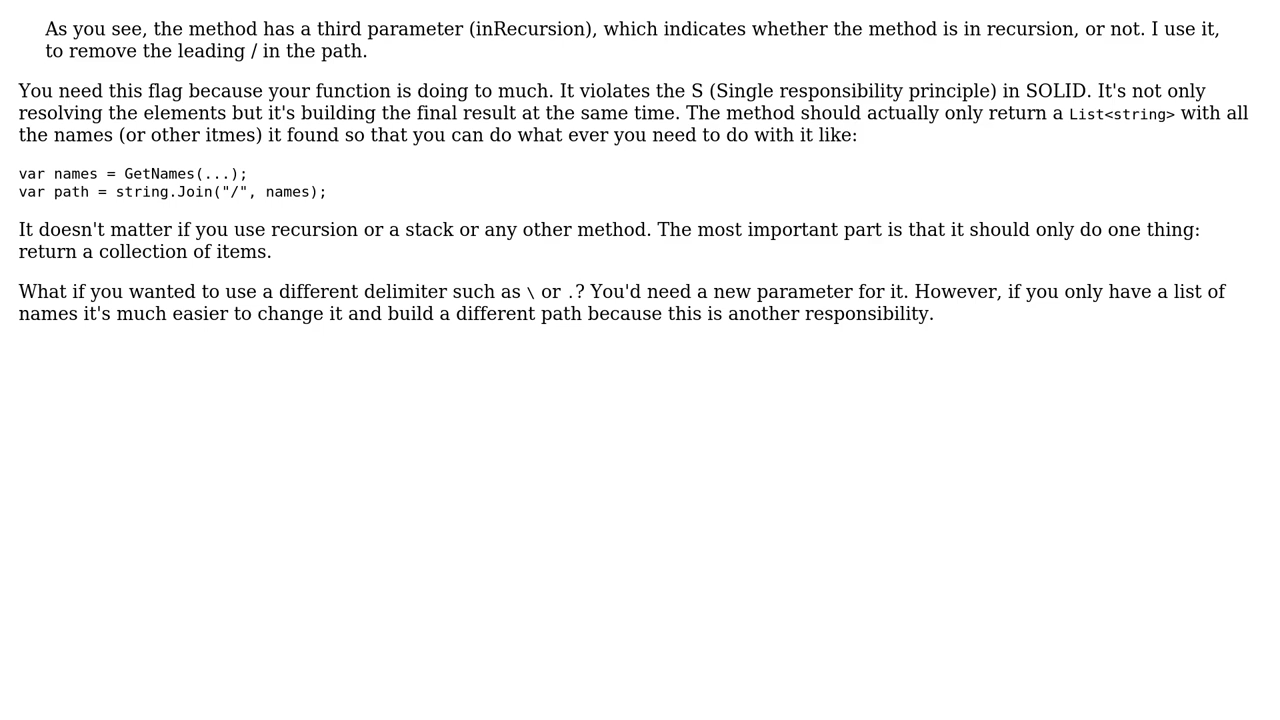 As you see, the method has a third parameter (inRecursion), which indicates whether the method is in recursion, or not. I use it,
to remove the leading / in the path.
You need this flag because your function is doing to much. It violates the S (Single responsibility principle) in SOLID. It's not only
resolving the elements but it's building the final result at the same time. The method should actually only return a List<string> with all
the names (or other itmes) it found so that you can do what ever you need to do with it like:
var names = GetNames(...);
var path = string.Join("/", names);
It doesn't matter if you use recursion or a stack or any other method. The most important part is that it should only do one thing:
return a collection of items.
What if you wanted to use a different delimiter such as \ or .? You'd need a new parameter for it. However, if you only have a list of
names it's much easier to change it and build a different path because this is another responsibility.